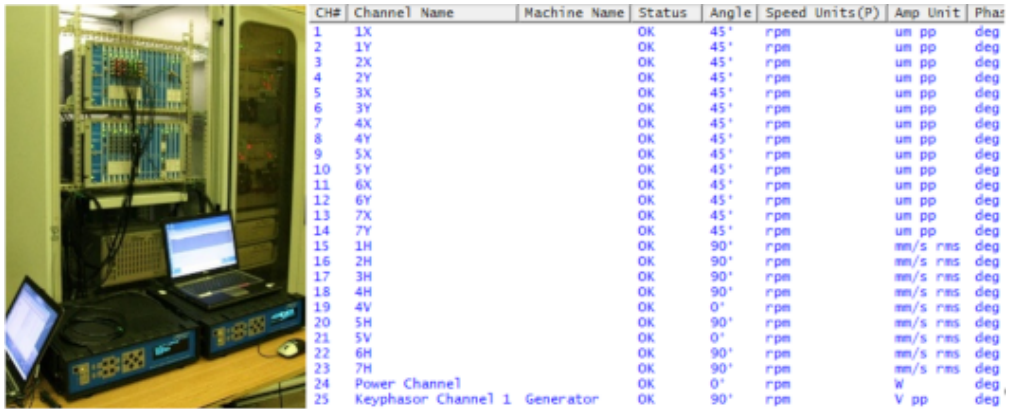 CH# Channel Name Machine Name Status Angle Speed Units(P) Amp Unit Phas
1 1X OK 45' rpm um pp deg
2 1Y OK 45' rpm um pp deg
3 2X OK 45' rpm um pp deg
4 2Y OK 45' rpm um pp deg
5 3X OK 45' rpm um pp deg
6 3Y OK 45' rpm um pp deg
7 4X OK 45' rpm um pp deg
8 4Y OK 45' rpm um pp deg
9 5X OK 45' rpm um pp deg
10 5Y OK 45' rpm um pp deg
11 6X OK 45' rpm um pp deg
12 6Y OK 45' rpm um pp deg
13 7X OK 45' rpm um pp deg
14 7Y OK 45' rpm um pp deg
15 1H OK 90' rpm mm/s rms deg
16 2H OK 90' rpm mm/s rms deg
17 3H OK 90' rpm mm/s rms deg
18 4H OK 90' rpm mm/s rms deg
19 4V OK 0' rpm mm/s rms deg
20 5H OK 90' rpm mm/s rms deg
21 5V OK 0' rpm mm/s rms deg
22 6H OK 90' rpm mm/s rms deg
23 7H OK 90' rpm mm/s rms deg
24 Power Channel OK 0' rpm W deg
25 Keyphasor Channel 1 Generator OK 90' rpm V pp deg